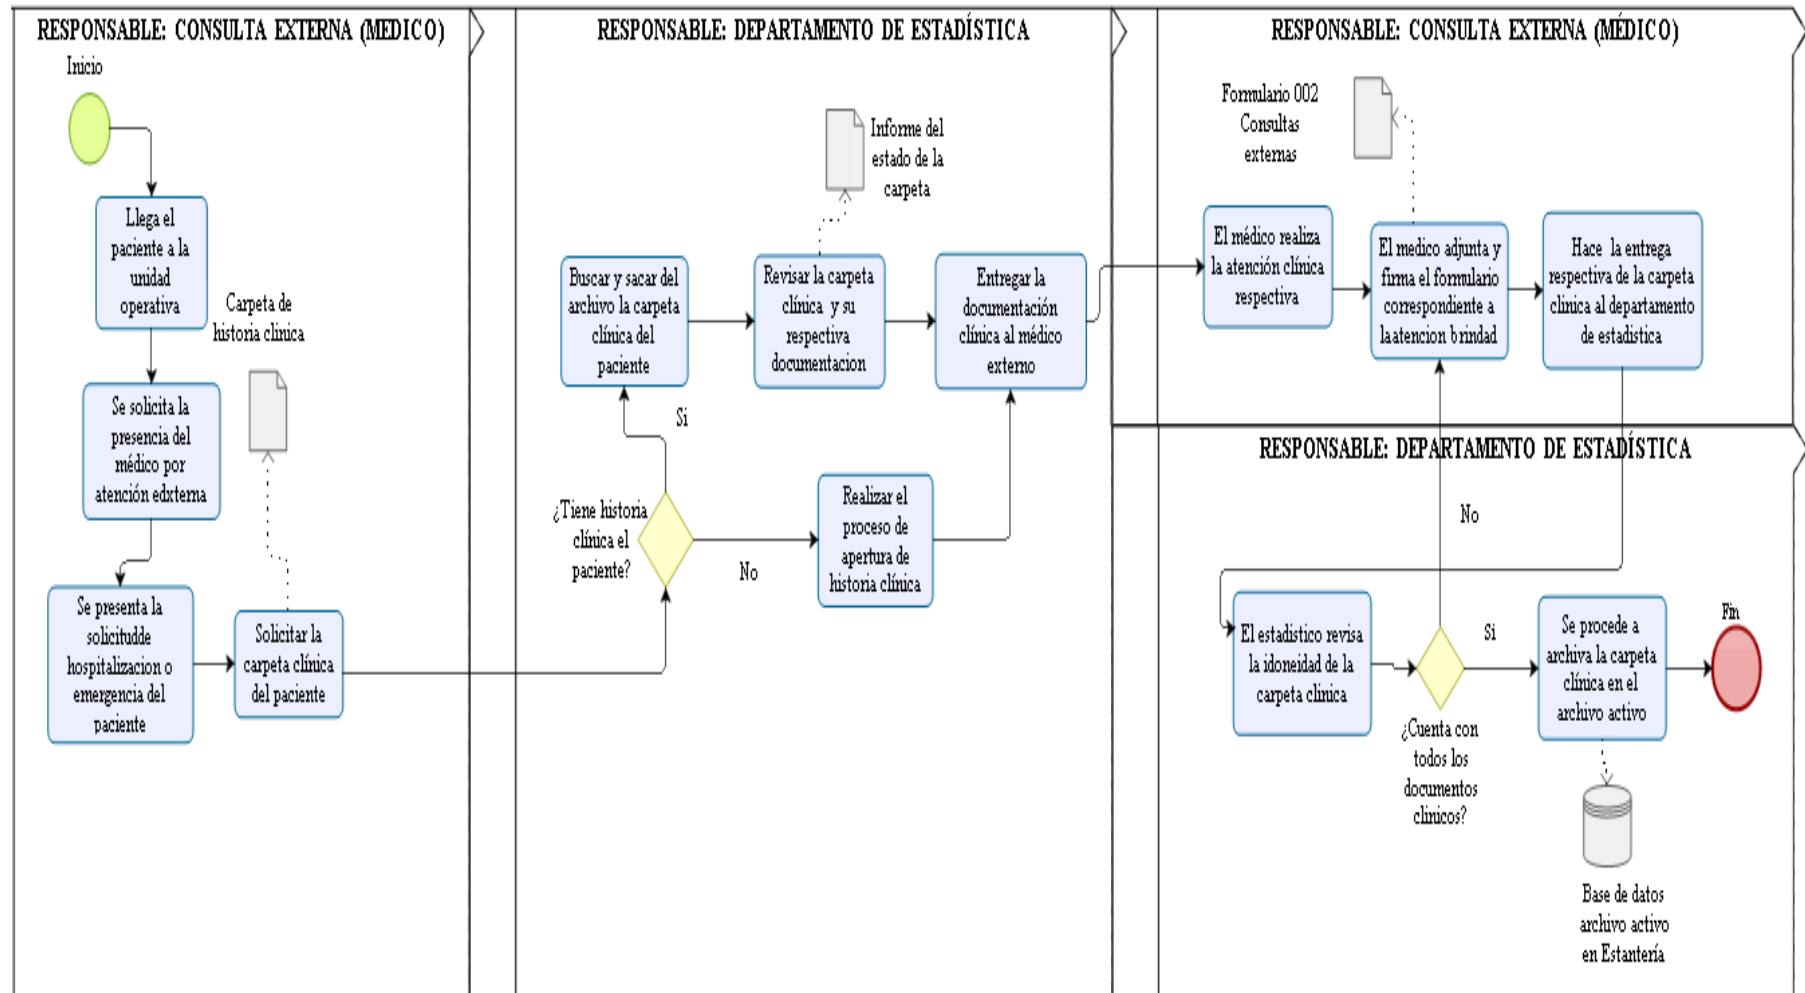 RESPONSABLE: CONSULTA EXTERNA (MEDICO)
Inicio
Llega el
paciente a la
unidad
operativa
Carpeta de
historia clínica
Se solicita la
presencia del
médico por
atención edxterna
Se presenta la
solicitudde
hospitalizacion o
emergencia del
paciente
Solicitar la
carpeta clínica
del paciente
RESPONSABLE: DEPARTAMENTO DE ESTADÍSTICA
Informe del
estado de la
carpeta
Buscar y sacar del
archivo la carpeta
clínica del
paciente
Revisar la carpeta
clínica y su
respectiva
documentacion
Entregar la
documentación
clínica al médico
externo
Si
¿Tiene historia
clínica el
paciente?
No
Realizar el
proceso de
apertura de
historia clínica
RESPONSABLE: CONSULTA EXTERNA (MÉDICO)
Formulario 002
Consultas
externas
El médico realiza
la atención clínica
respectiva
El medico adjunta y
firma el formulario
correspondiente a
laatencion brindad
Hace la entrega
respectiva de la carpeta
clinica al departamento
de estadistica
RESPONSABLE: DEPARTAMENTO DE ESTADÍSTICA
No
El estadistico revisa
la idoneidad de la
carpeta clinica
Si
¿Cuenta con
todos los
documentos
clinicos?
Se procede a
archiva la carpeta
clínica en el
archivo activo
Fin
Base de datos
archivo activo
en Estantería